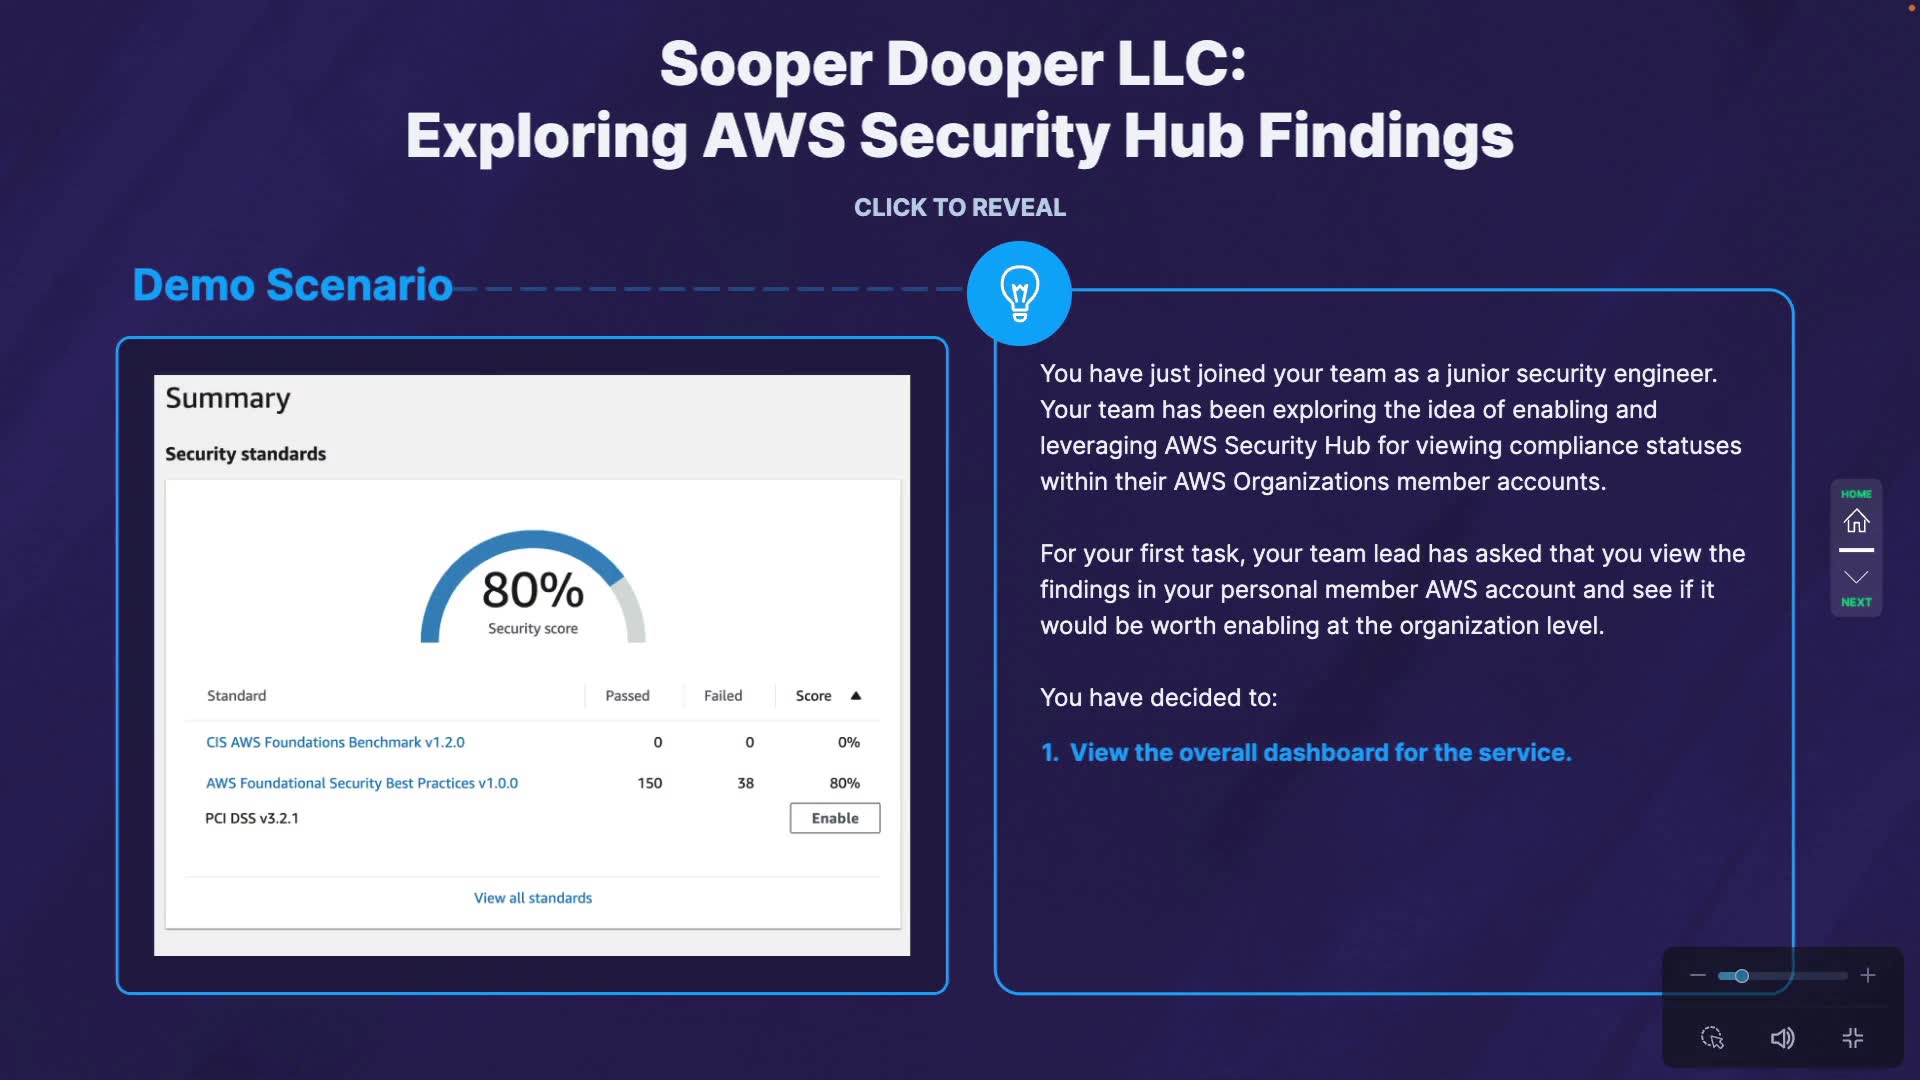 Sooper Dooper LLC:
Exploring AWS Security Hub Findings
CLICK TO REVEAL
Demo Scenario
Summary
Security standards
80%
Security score
Standard Passed Failed Score
CIS AWS Foundations Benchmark v1.2.0 0 0 0%
AWS Foundational Security Best Practices v1.0.0 150 38 80%
PCI DSS v3.2.1 Enable
View all standards
You have just joined your team as a junior security engineer.
Your team has been exploring the idea of enabling and
leveraging AWS Security Hub for viewing compliance statuses
within their AWS Organizations member accounts.
For your first task, your team lead has asked that you view the
findings in your personal member AWS account and see if it
would be worth enabling at the organization level.
You have decided to:
1. View the overall dashboard for the service.
HOME
NEXT